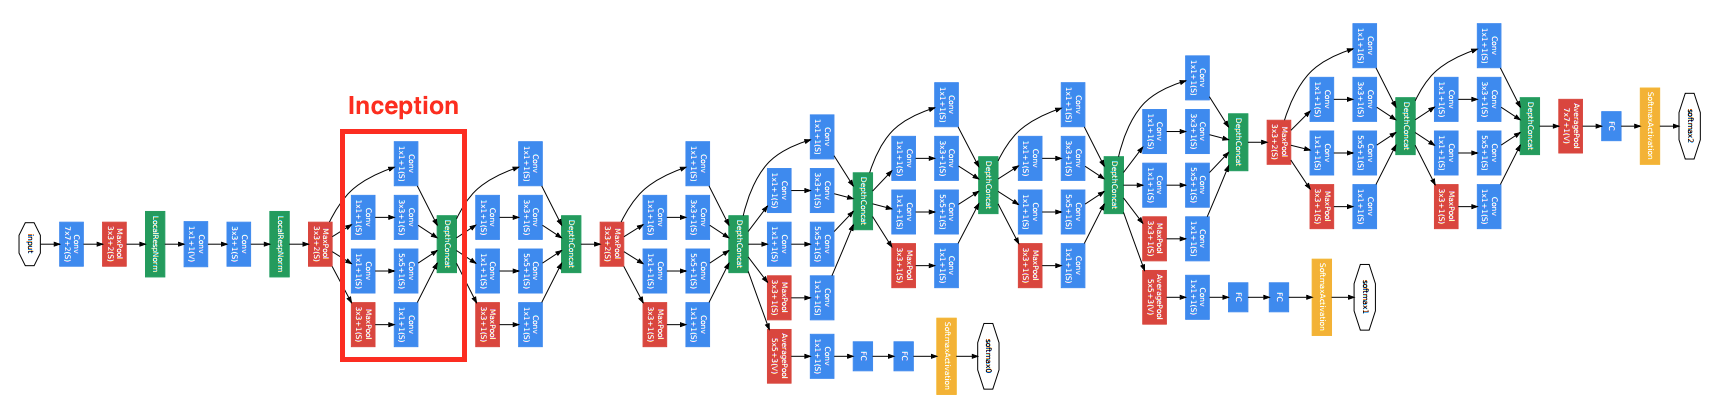 Inception
input
Conv
7x7+2(S)
MaxPool
3x3+2(S)
LocalRespNorm
Conv
1x1+1(V)
Conv
3x3+1(S)
LocalRespNorm
MaxPool
3x3+2(S)
Conv
1x1+1(S)
Conv
1x1+1(S)
MaxPool
3x3+1(S)
Conv
1x1+1(S)
Conv
3x3+1(S)
Conv
5x5+1(S)
Conv
1x1+1(S)
DepthConcat
Conv
1x1+1(S)
Conv
1x1+1(S)
MaxPool
3x3+1(S)
Conv
1x1+1(S)
Conv
3x3+1(S)
Conv
5x5+1(S)
Conv
1x1+1(S)
DepthConcat
MaxPool
3x3+2(S)
Conv
1x1+1(S)
Conv
1x1+1(S)
MaxPool
3x3+1(S)
Conv
1x1+1(S)
Conv
3x3+1(S)
Conv
5x5+1(S)
Conv
1x1+1(S)
DepthConcat
Conv
1x1+1(S)
Conv
1x1+1(S)
MaxPool
3x3+1(S)
AveragePool
5x5+3(V)
Conv
1x1+1(S)
Conv
3x3+1(S)
Conv
5x5+1(S)
Conv
1x1+1(S)
Conv
1x1+1(S)
DepthConcat
FC
FC
SoftmaxActivation
softmax0
Conv
1x1+1(S)
Conv
1x1+1(S)
MaxPool
3x3+1(S)
Conv
1x1+1(S)
Conv
3x3+1(S)
Conv
5x5+1(S)
Conv
1x1+1(S)
DepthConcat
Conv
1x1+1(S)
Conv
1x1+1(S)
MaxPool
3x3+1(S)
Conv
1x1+1(S)
Conv
3x3+1(S)
Conv
5x5+1(S)
Conv
1x1+1(S)
DepthConcat
Conv
1x1+1(S)
Conv
1x1+1(S)
MaxPool
3x3+1(S)
AveragePool
5x5+3(V)
Conv
1x1+1(S)
Conv
3x3+1(S)
Conv
5x5+1(S)
Conv
1x1+1(S)
Conv
1x1+1(S)
DepthConcat
FC
FC
SoftmaxActivation
softmax1
MaxPool
3x3+2(S)
Conv
1x1+1(S)
Conv
1x1+1(S)
MaxPool
3x3+1(S)
Conv
1x1+1(S)
Conv
3x3+1(S)
Conv
5x5+1(S)
Conv
1x1+1(S)
DepthConcat
Conv
1x1+1(S)
Conv
1x1+1(S)
MaxPool
3x3+1(S)
Conv
1x1+1(S)
Conv
3x3+1(S)
Conv
5x5+1(S)
Conv
1x1+1(S)
DepthConcat
AveragePool
7x7+1(V)
FC
SoftmaxActivation
softmax2